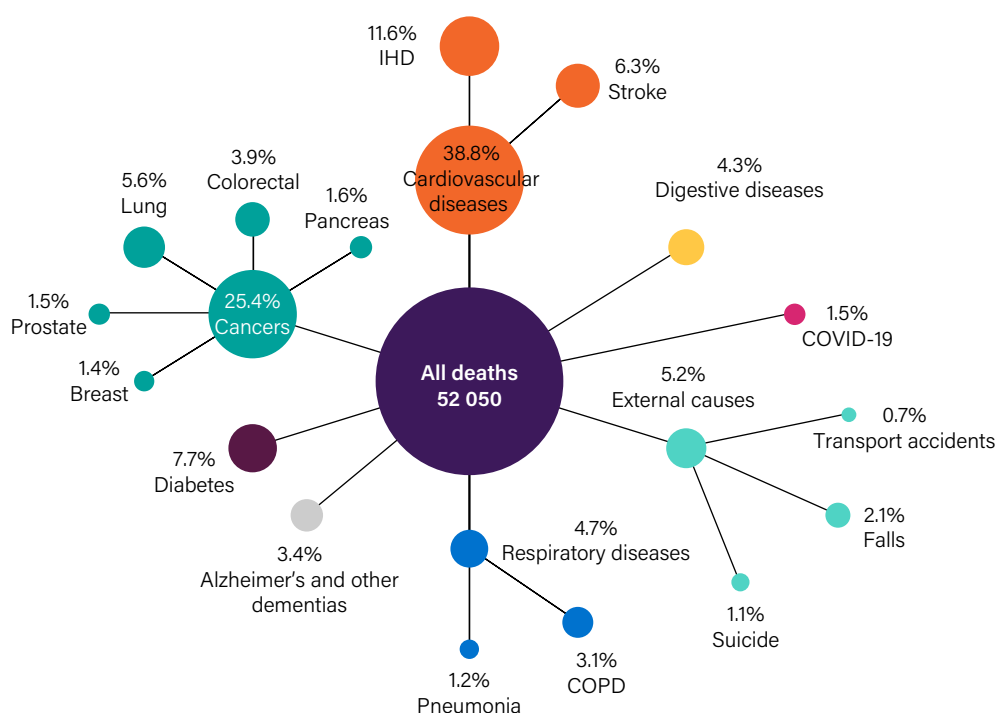 11.6%
IHD
6.3%
Stroke
38.8%
Cardiovascular
diseases
3.9%
Colorectal
5.6%
Lung
1.6%
Pancreas
4.3%
Digestive diseases
1.5%
Prostate
25.4%
Cancers
1.5%
COVID-19
1.4%
Breast
All deaths
52 050
5.2%
External causes
0.7%
Transport accidents
7.7%
Diabetes
2.1%
Falls
4.7%
Respiratory diseases
3.4%
Alzheimer’s and other
dementias
1.1%
Suicide
3.1%
COPD
1.2%
Pneumonia